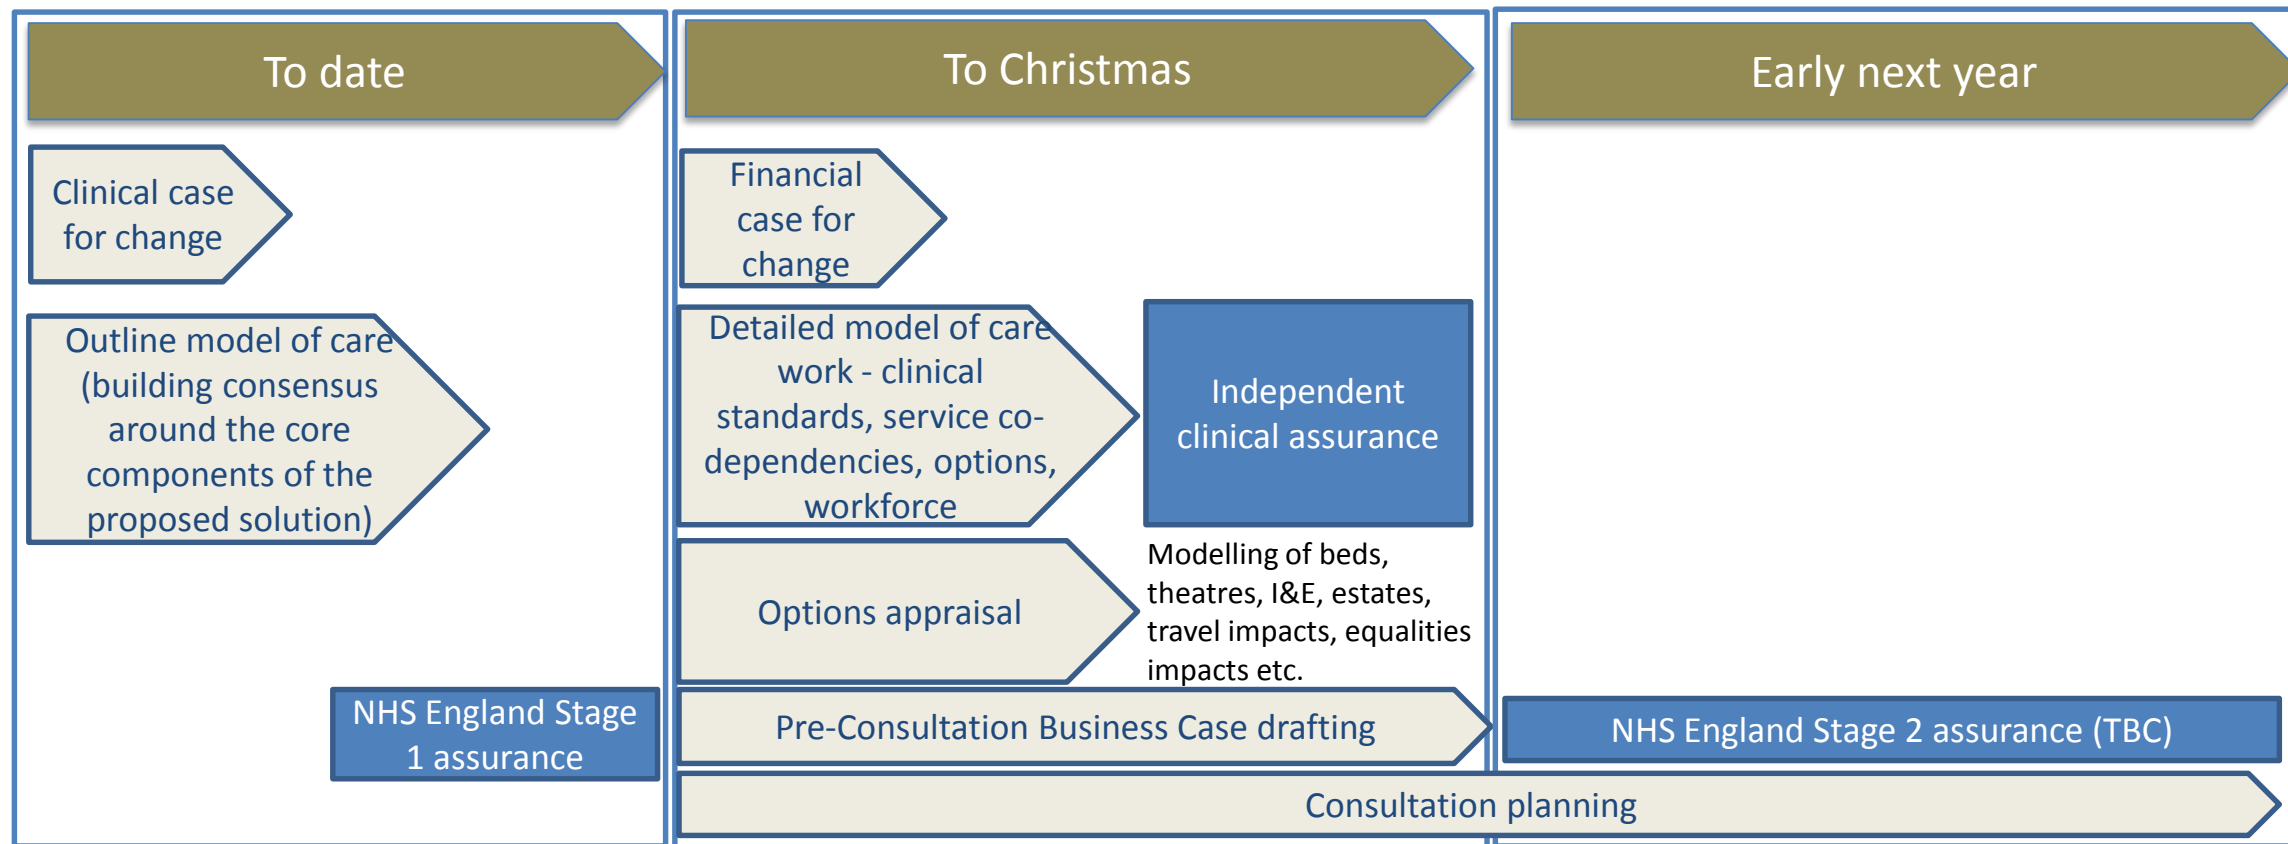 To date
To Christmas
Early next year
Clinical case
for change
Outline model of care
(building consensus
around the core
components of the
proposed solution)
NHS England Stage
1 assurance
Financial
case for
change
Detailed model of care
work - clinical
standards, service co-
dependencies, options,
workforce
Independent
clinical assurance
Options appraisal
Modelling of beds,
theatres, I&E, estates,
travel impacts, equalities
impacts etc.
Pre-Consultation Business Case drafting
NHS England Stage 2 assurance (TBC)
Consultation planning